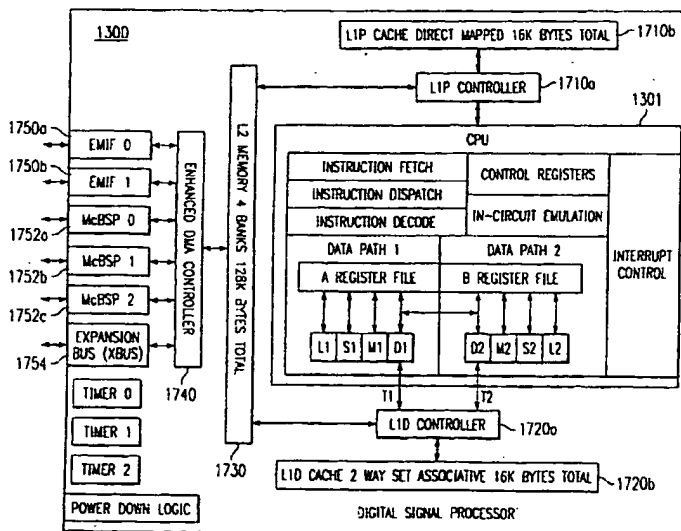 1300
L1P CACHE DIRECT MAPPED 16K BYTES TOTAL
1710b
L1P CONTROLLER
1710a
1301
CPU
INSTRUCTION FETCH
INSTRUCTION DISPATCH
INSTRUCTION DECODE
CONTROL REGISTERS
IN-CIRCUIT EMULATION
INTERRUPT
CONTROL
DATA PATH 1
DATA PATH 2
A REGISTER FILE
B REGISTER FILE
L1 S1 M1 D1
D2 M2 S2 L2
T1
T2
1750a
EMIF 0
1750b
EMIF 1
McBSP 0
1752a
McBSP 1
1752b
McBSP 2
1752c
EXPANSION
BUS (XBUS)
1754
ENHANCED DMA CONTROLLER
1740
L2 MEMORY 4 BANKS 128K BYTES TOTAL
1730
TIMER 0
TIMER 1
TIMER 2
POWER DOWN LOGIC
L1D CONTROLLER
1720a
L1D CACHE 2 WAY SET ASSOCIATIVE 16K BYTES TOTAL
1720b
DIGITAL SIGNAL PROCESSOR